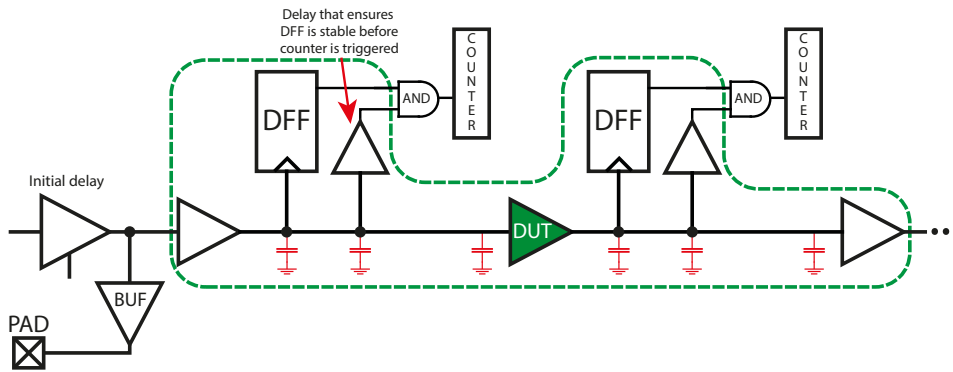 Delay that ensures
DFF is stable before
counter is triggered
COUNTER
COUNTER
DFF
AND
DFF
AND
Initial delay
DUT
BUF
PAD